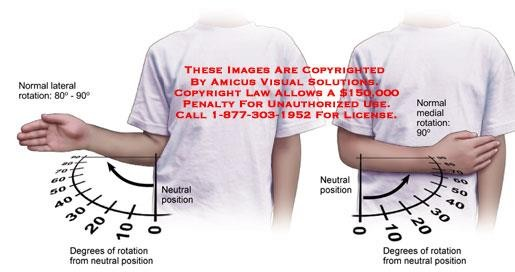 THESE IMAGES ARE COPYRIGHTED
BY AMICUS VISUAL SOLUTIONS.
COPYRIGHT LAW ALLOWS A $150,000
PENALTY FOR UNAUTHORIZED USE.
CALL 1-877-303-1952 FOR LICENSE.
Normal lateral
rotation: 80º - 90º
Neutral
position
90
80
70
60
50
40
30
20
10
0
Degrees of rotation
from neutral position
Normal
medial
rotation:
90º
Neutral
position
90
80
70
60
50
40
30
20
10
0
Degrees of rotation
from neutral position